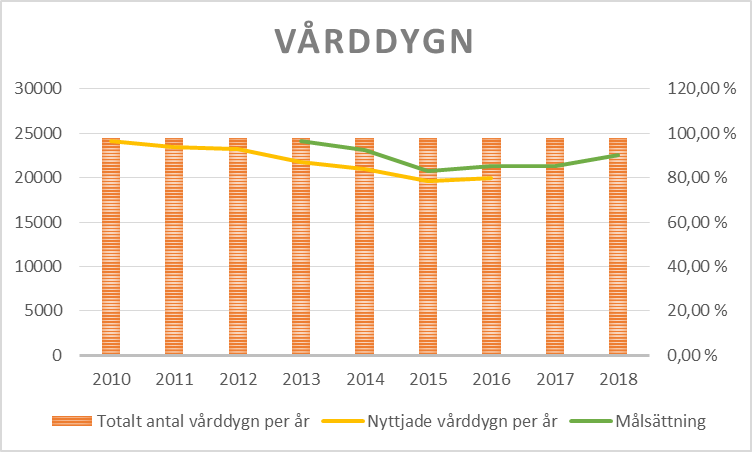 VÅRDDYGN
30000 120,00 %
25000 100,00 %
20000 80,00 %
15000 60,00 %
10000 40,00 %
5000 20,00 %
0 0,00 %
2010 2011 2012 2013 2014 2015 2016 2017 2018
Totalt antal vårddygn per år Nyttjade vårddygn per år Målsättning